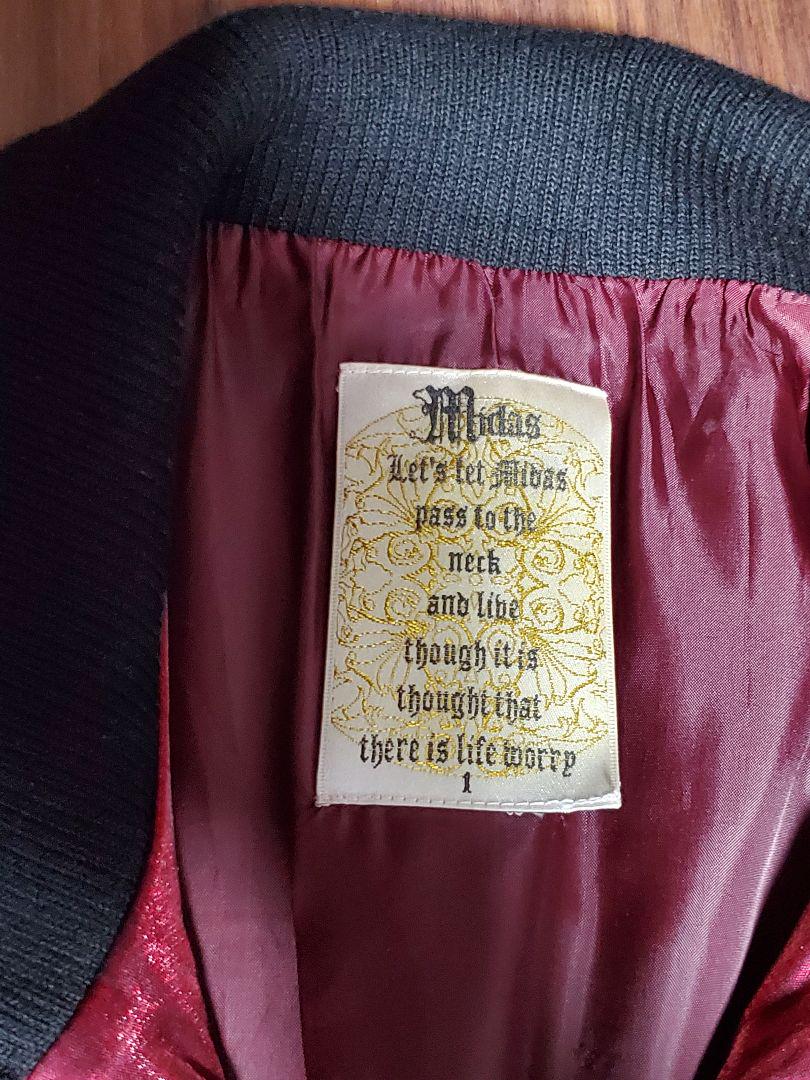 Midas
Let's let Midas
pass to the
neck
and live
though it is
thought that
there is life worry
1